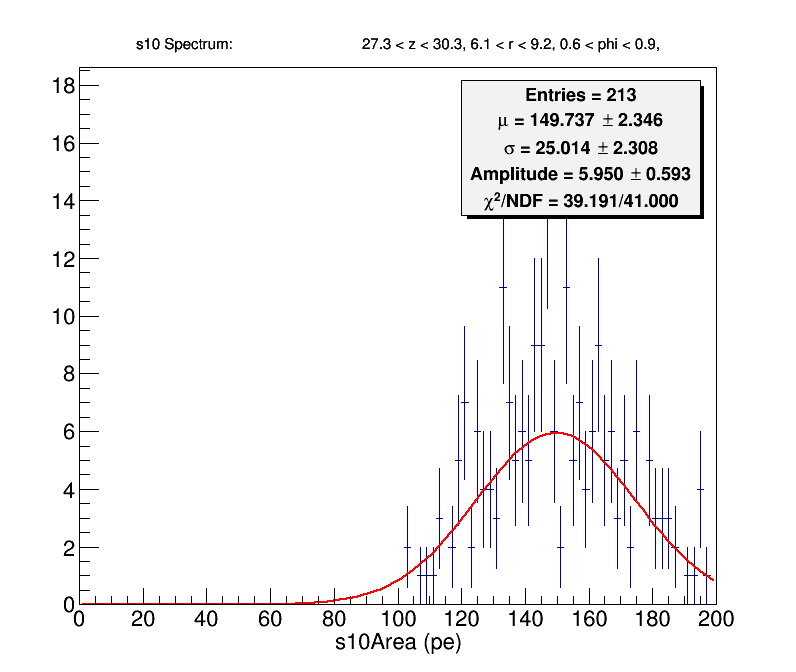 s10 Spectrum: 27.3 < z < 30.3, 6.1 < r < 9.2, 0.6 < phi < 0.9,
Entries = 213
μ = 149.737 ± 2.346
σ = 25.014 ± 2.308
Amplitude = 5.950 ± 0.593
χ²/NDF = 39.191/41.000
18
16
14
12
10
8
6
4
2
0
0 20 40 60 80 100 120 140 160 180 200
s10Area (pe)